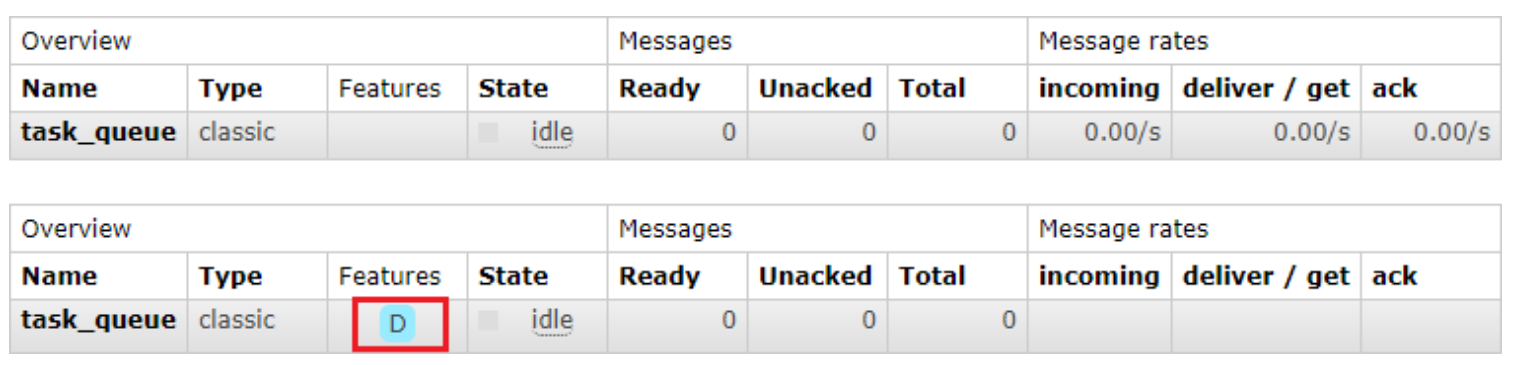 Overview Messages Message rates
Name Type Features State Ready Unacked Total incoming deliver / get ack
task_queue classic idle 0 0 0 0.00/s 0.00/s 0.00/s
Overview Messages Message rates
Name Type Features State Ready Unacked Total incoming deliver / get ack
task_queue classic D idle 0 0 0